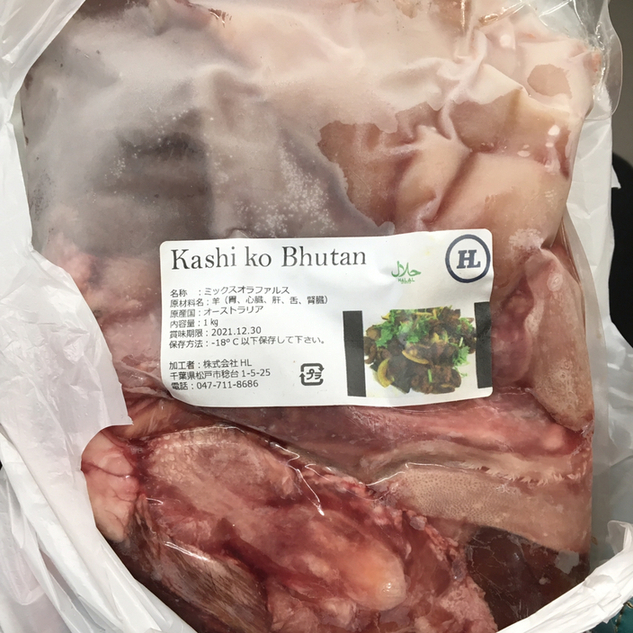 Kashi ko Bhutan
حلال
HALAL
HL
名称 ：ミックスオラファルス
原材料名：羊（胃、心臓、肝、舌、腎臓）
原産国：オーストラリア
内容量：1 kg
賞味期限：2021.12.30
保存方法：-18°C 以下保存して下さい。
加工者：株式会社 HL
千葉県松戸市稔台 1-5-25
電話：047-711-8686
プラ